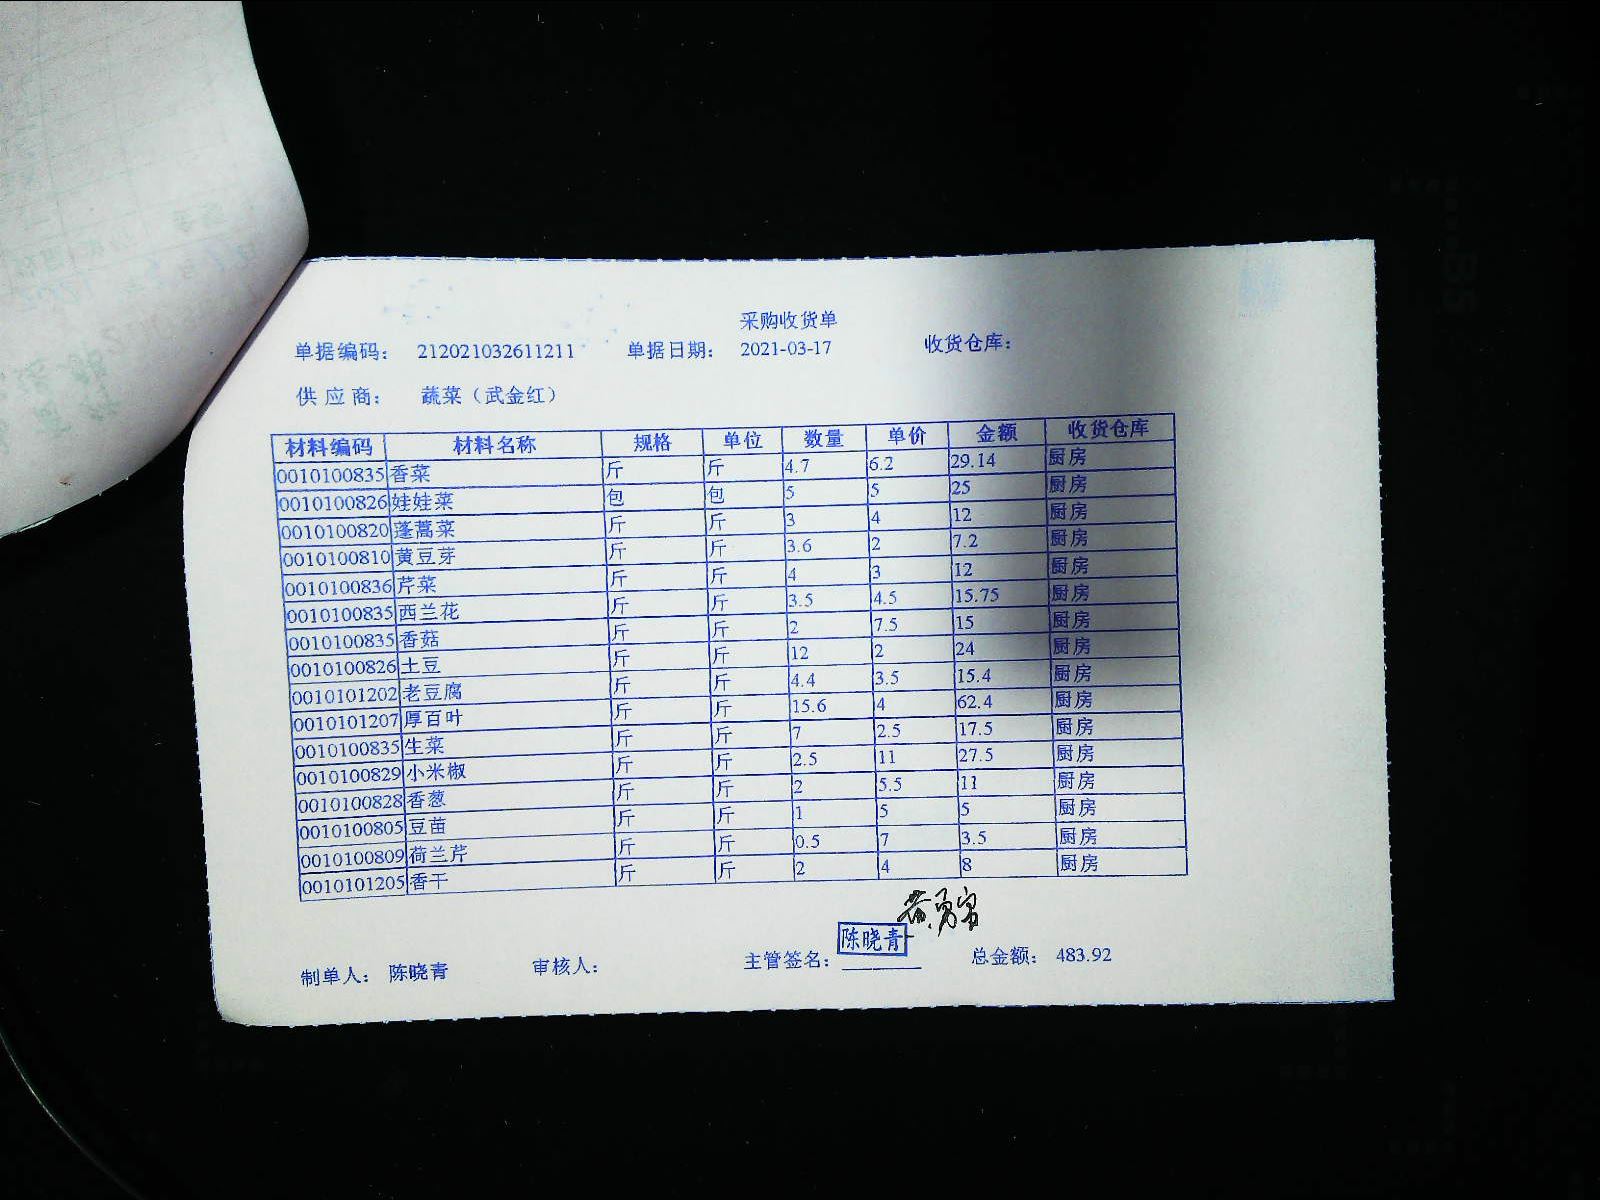 采购收货单
单据编码： 212021032611211 单据日期： 2021-03-17 收货仓库：
供应商： 蔬菜（武金红）
材料编码 材料名称 规格 单位 数量 单价 金额 收货仓库
0010100835 香菜 斤 斤 4.7 6.2 29.14 厨房
0010100826 娃娃菜 包 包 5 5 25 厨房
0010100820 蓬蒿菜 斤 斤 3 4 12 厨房
0010100810 黄豆芽 斤 斤 3.6 2 7.2 厨房
0010100836 芹菜 斤 斤 4 3 12 厨房
0010100835 西兰花 斤 斤 3.5 4.5 15.75 厨房
0010100835 香菇 斤 斤 2 7.5 15 厨房
0010100826 土豆 斤 斤 12 2 24 厨房
0010101202 老豆腐 斤 斤 4.4 3.5 15.4 厨房
0010101207 厚百叶 斤 斤 15.6 4 62.4 厨房
0010100835 生菜 斤 斤 7 2.5 17.5 厨房
0010100829 小米椒 斤 斤 2.5 11 27.5 厨房
0010100828 香葱 斤 斤 2 5.5 11 厨房
0010100805 豆苗 斤 斤 1 5 5 厨房
0010100809 荷兰芹 斤 斤 0.5 7 3.5 厨房
0010101205 香干 斤 斤 2 4 8 厨房
陈晓青
制单人： 陈晓青 审核人： 主管签名： 总金额： 483.92